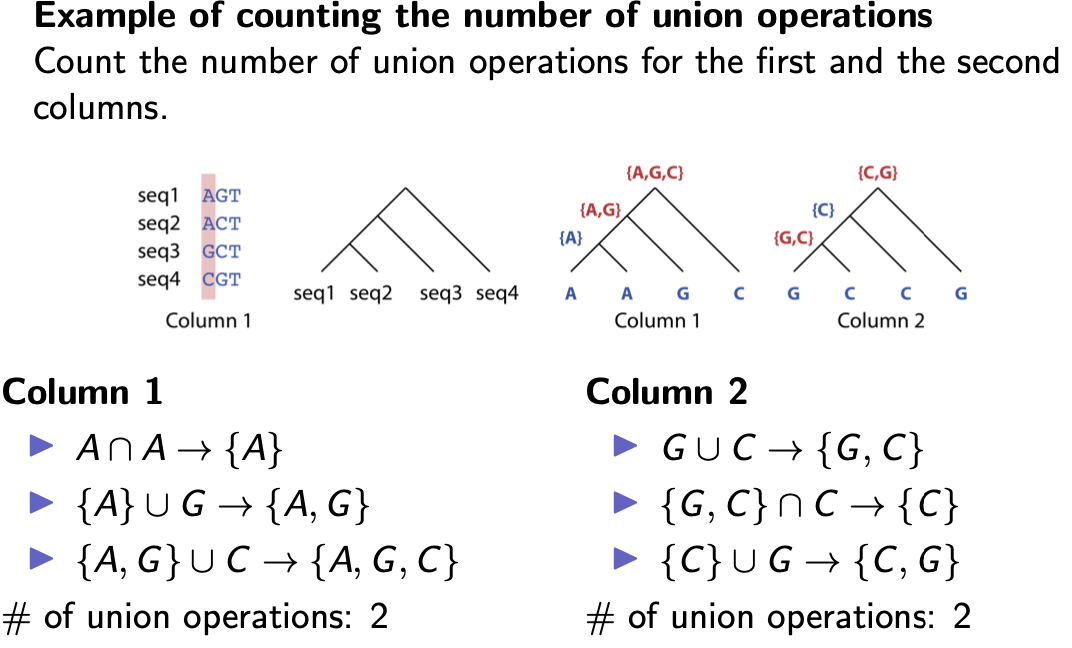 Example of counting the number of union operations
Count the number of union operations for the first and the second
columns.
seq1 AGT
seq2 ACT
seq3 GCT
seq4 CGT
Column 1
seq1 seq2 seq3 seq4
{A,G,C}
{A,G}
{A}
A A G C
Column 1
{C,G}
{C}
{G,C}
G C C G
Column 2
Column 1
▶ A ∩ A → {A}
▶ {A} ∪ G → {A, G}
▶ {A, G} ∪ C → {A, G, C}
# of union operations: 2
Column 2
▶ G ∪ C → {G, C}
▶ {G, C} ∩ C → {C}
▶ {C} ∪ G → {C, G}
# of union operations: 2